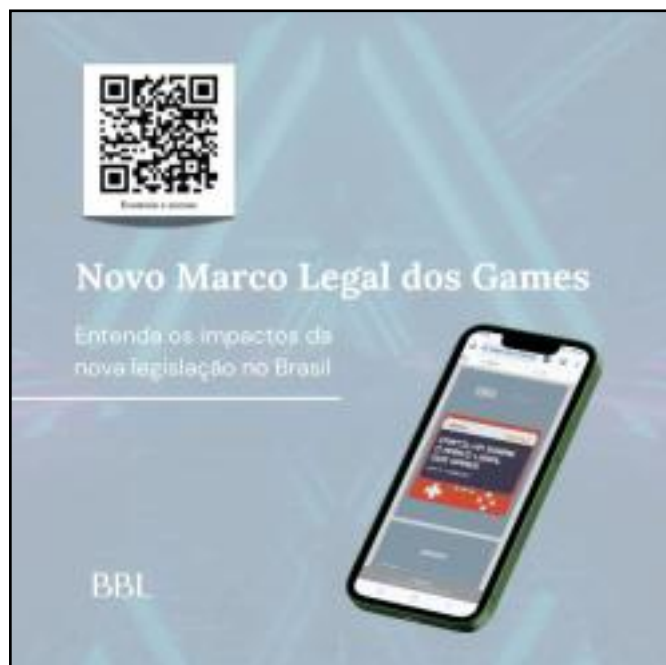 Novo Marco Legal dos Games
Entenda os impactos da
nova legislação no Brasil
BBL